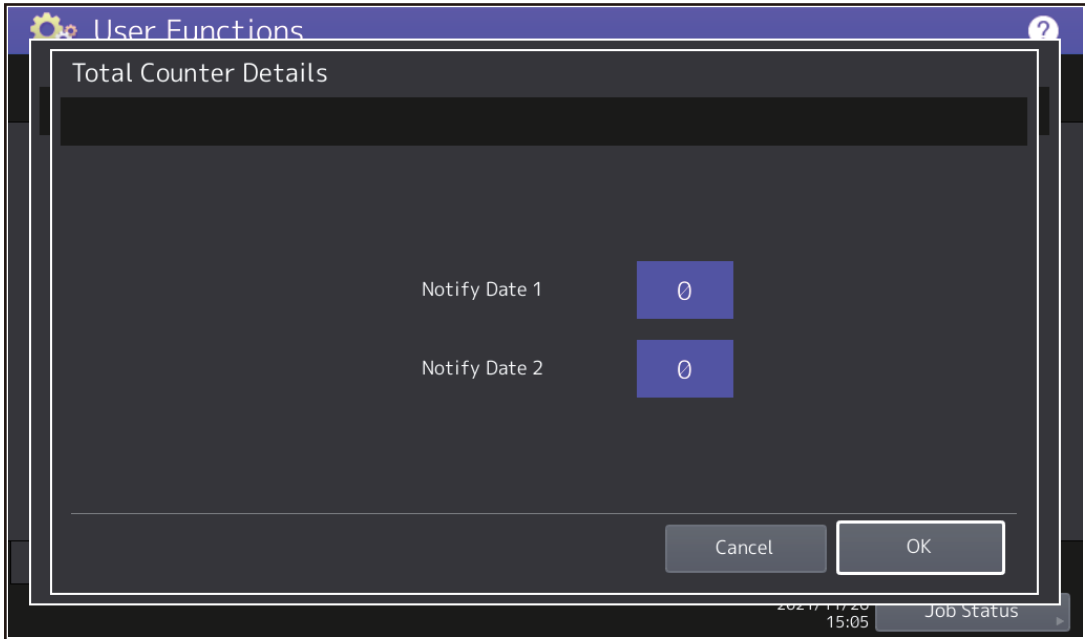 User Functions
?
Total Counter Details
Notify Date 1
0
Notify Date 2
0
Cancel
OK
15:05
Job Status